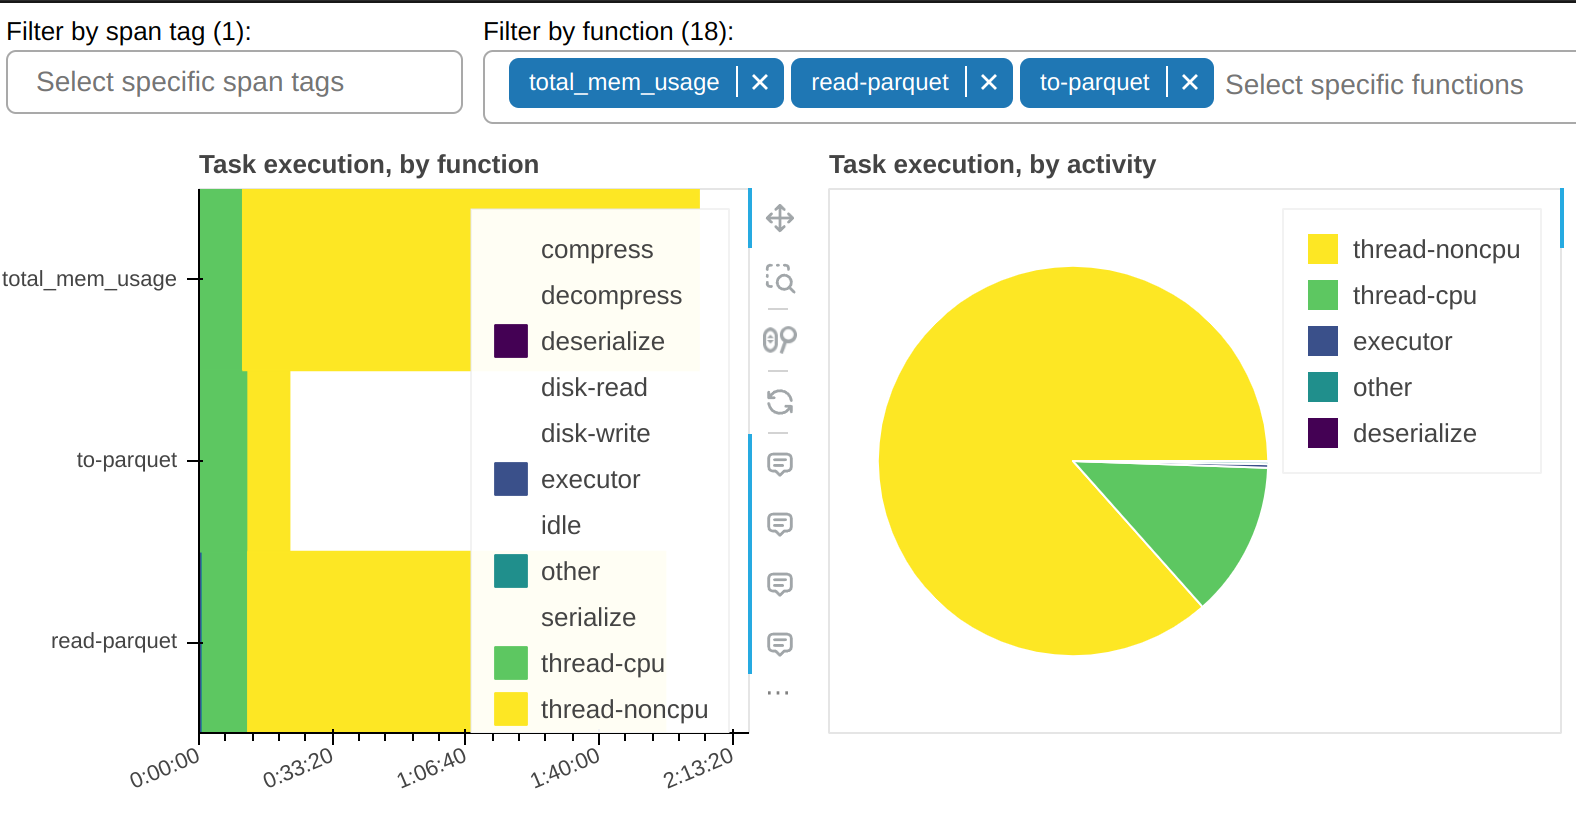 Filter by span tag (1):
Select specific span tags
Filter by function (18):
total_mem_usage ✕ read-parquet ✕ to-parquet ✕ Select specific functions
Task execution, by function
total_mem_usage
to-parquet
read-parquet
compress
decompress
deserialize
disk-read
disk-write
executor
idle
other
serialize
thread-cpu
thread-noncpu
0:00:00 0:33:20 1:06:40 1:40:00 2:13:20
Task execution, by activity
thread-noncpu
thread-cpu
executor
other
deserialize